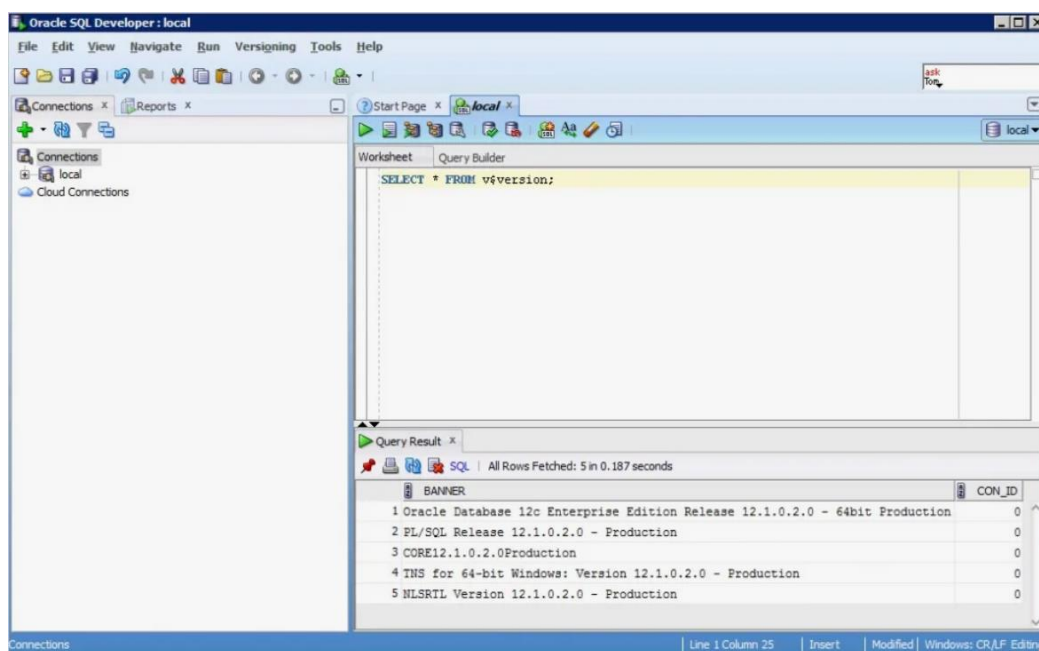 Oracle SQL Developer : local
File Edit View Navigate Run Versioning Tools Help
ask
Tom
Connections x Reports x
Start Page x local x
local
Connections
local
Cloud Connections
Worksheet Query Builder
SELECT * FROM v$version;
Query Result x
SQL | All Rows Fetched: 5 in 0.187 seconds
BANNER CON_ID
1 Oracle Database 12c Enterprise Edition Release 12.1.0.2.0 - 64bit Production 0
2 PL/SQL Release 12.1.0.2.0 - Production 0
3 CORE12.1.0.2.0Production 0
4 TNS for 64-bit Windows: Version 12.1.0.2.0 - Production 0
5 NLSRTL Version 12.1.0.2.0 - Production 0
Connections | Line 1 Column 25 | Insert | Modified | Windows: CR/LF Editin